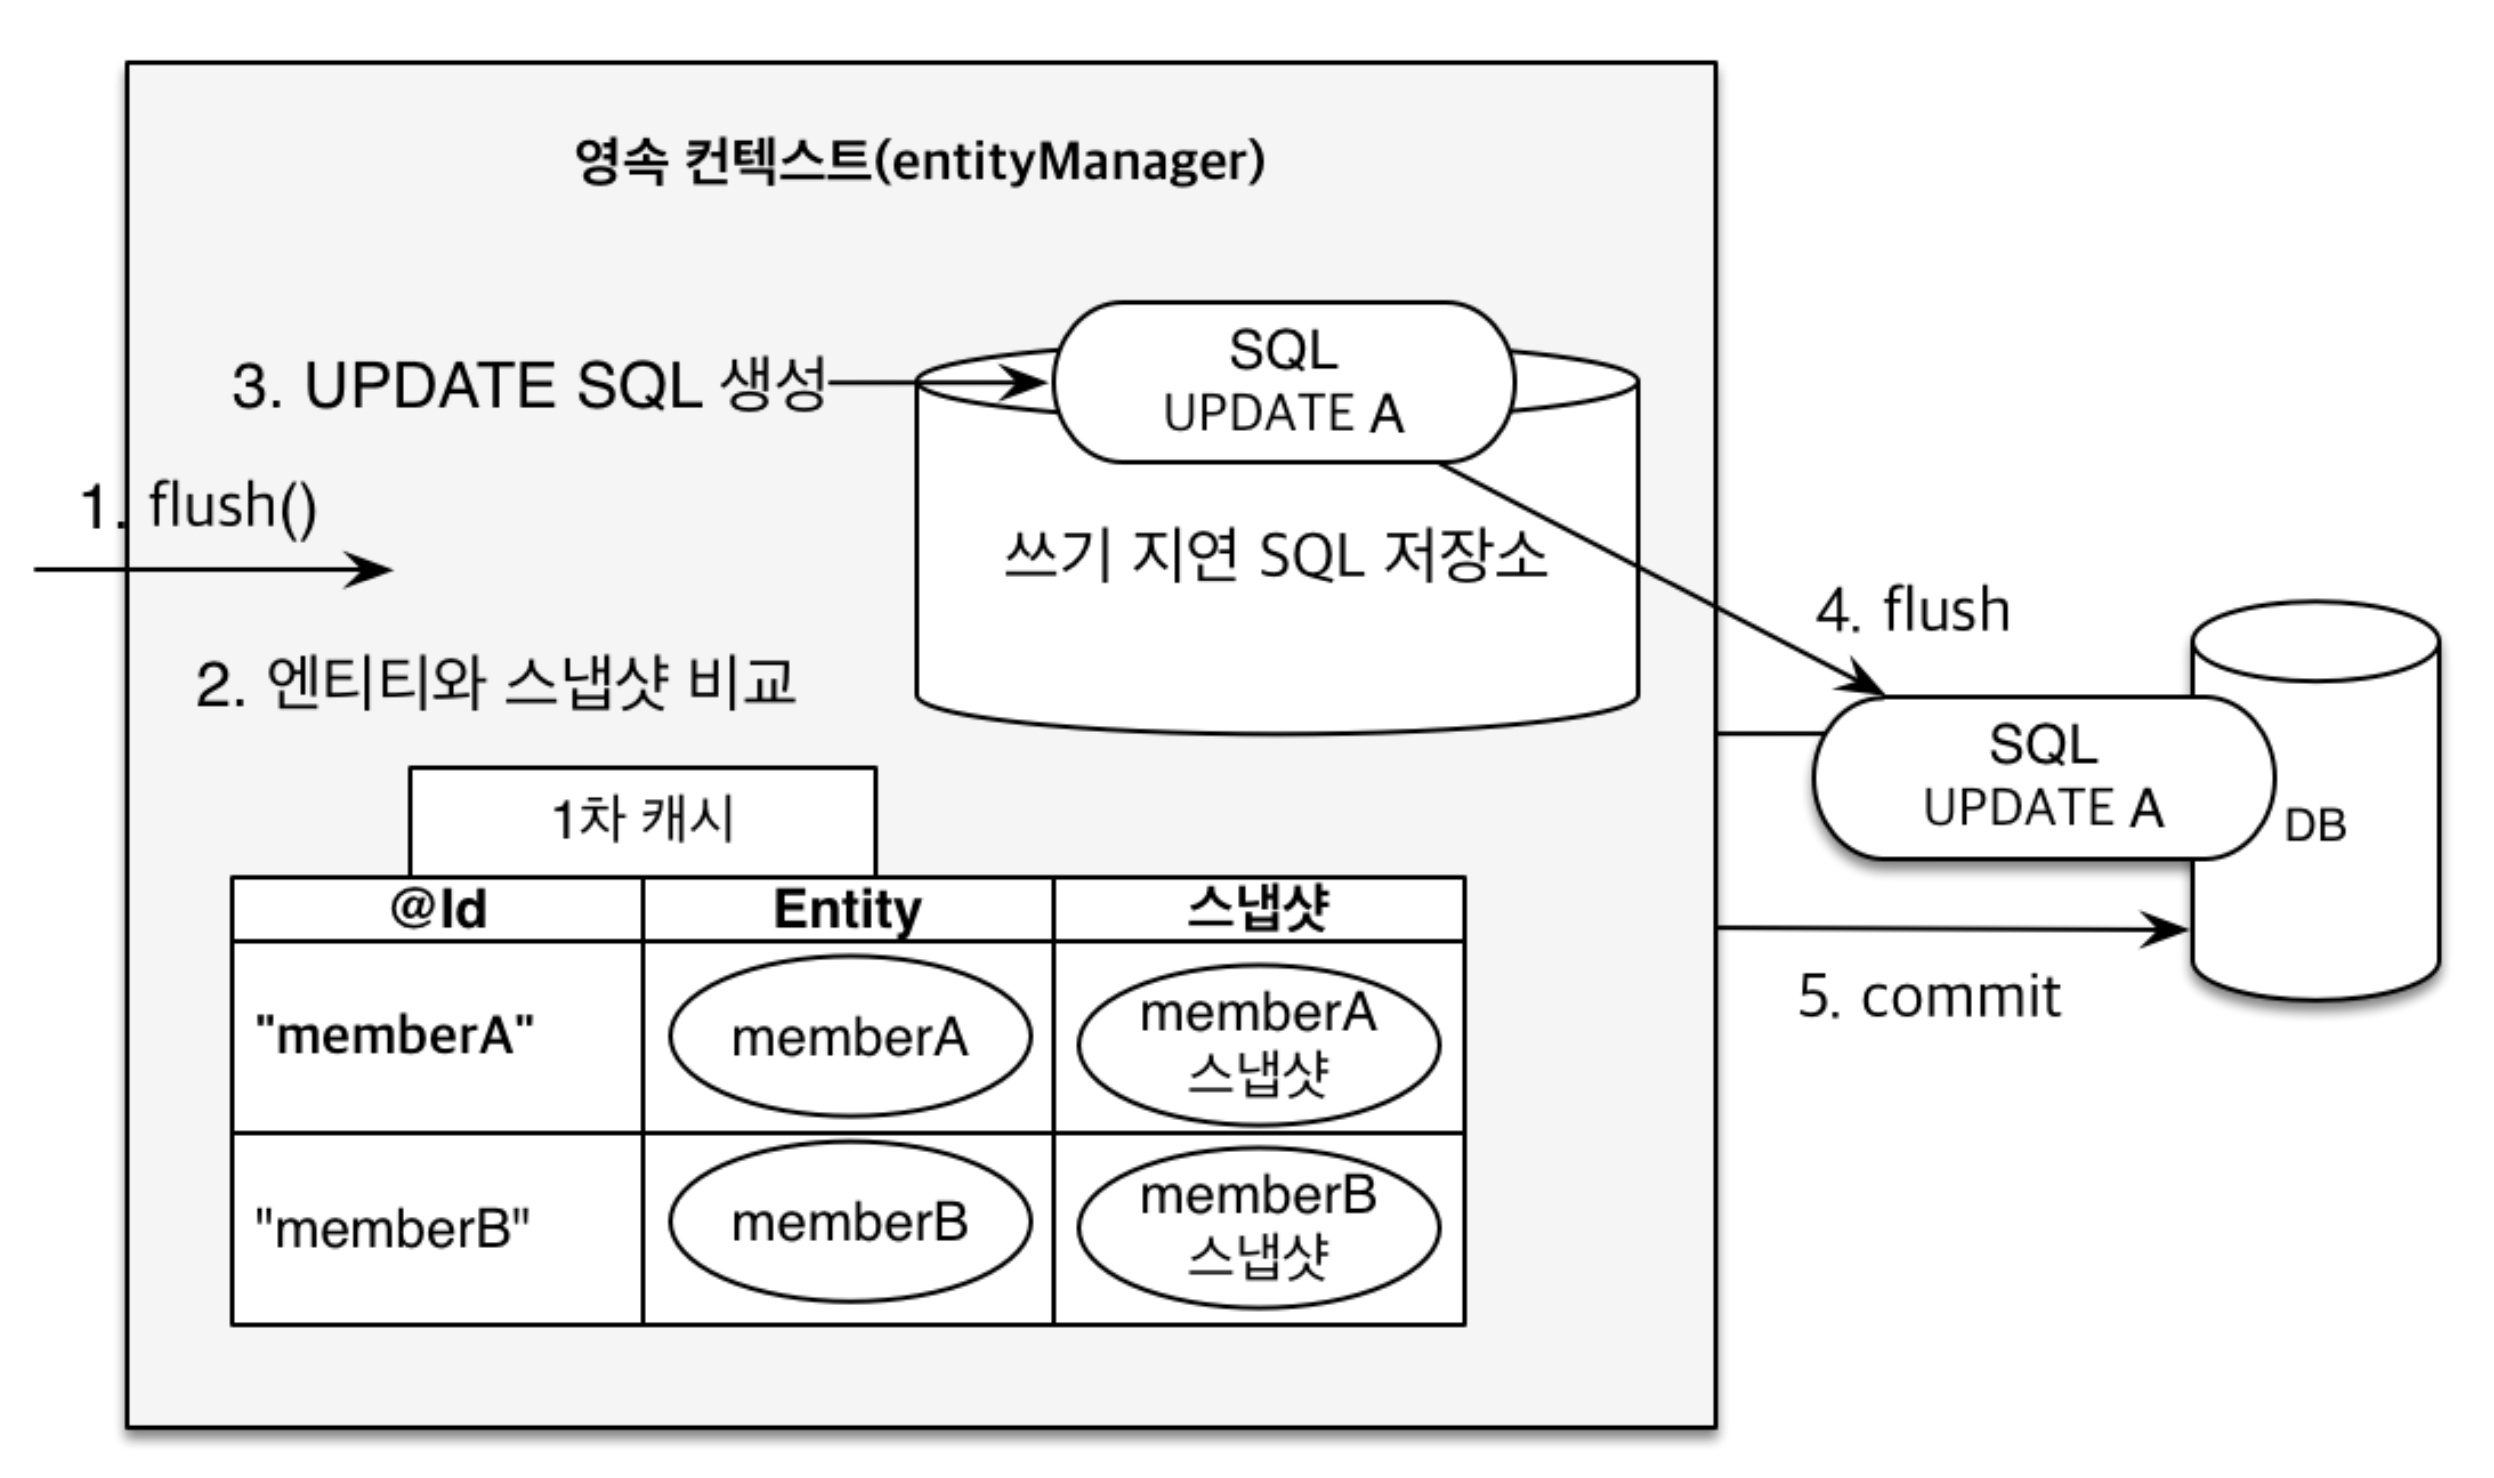 영속 컨텍스트(entityManager)
SQL
UPDATE A
3. UPDATE SQL 생성
1. flush()
쓰기 지연 SQL 저장소
4. flush
2. 엔티티와 스냅샷 비교
SQL
UPDATE A
DB
1차 캐시
@Id Entity 스냅샷
"memberA" memberA memberA
스냅샷
5. commit
"memberB" memberB memberB
스냅샷